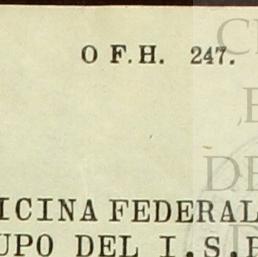 O F.H. 247.
ICINA FEDERAL
UPO DEL I.S.R